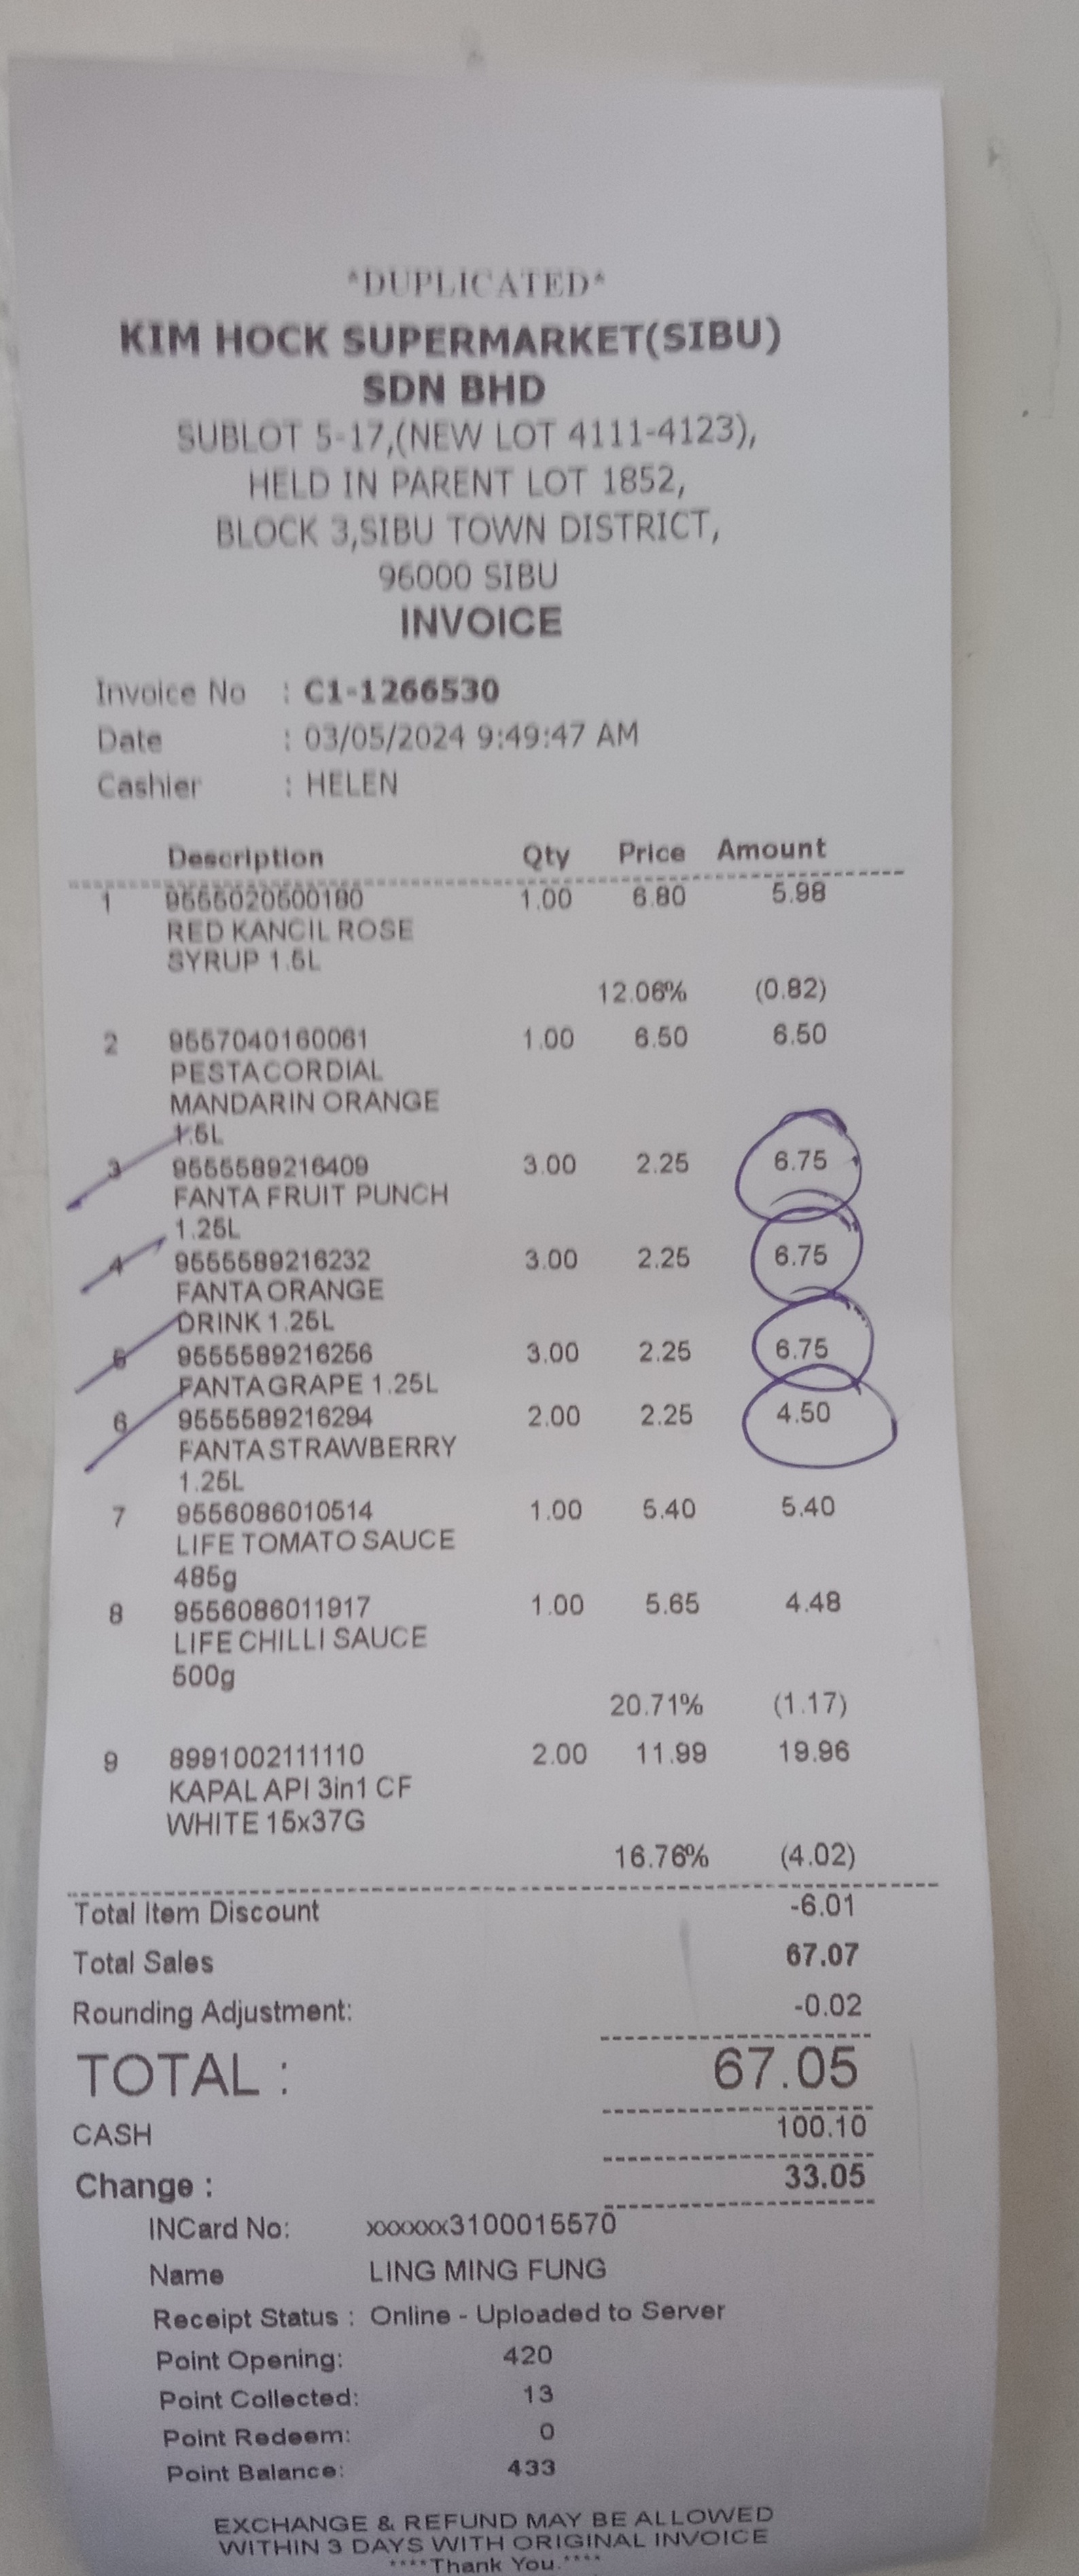 *DUPLICATED*
KIM HOCK SUPERMARKET(SIBU)
SDN BHD
SUBLOT 5-17,(NEW LOT 4111-4123),
HELD IN PARENT LOT 1852,
BLOCK 3,SIBU TOWN DISTRICT,
96000 SIBU
INVOICE
Invoice No : C1-1266530
Date : 03/05/2024 9:49:47 AM
Cashier : HELEN
Description Qty Price Amount
1 9555020500180 1.00 6.80 5.98
RED KANCIL ROSE
SYRUP 1.5L
12.06% (0.82)
2 9557040160061 1.00 6.50 6.50
PESTA CORDIAL
MANDARIN ORANGE
1.5L
3 9555589216409 3.00 2.25 6.75
FANTA FRUIT PUNCH
1.25L
4 9555589216232 3.00 2.25 6.75
FANTA ORANGE
DRINK 1.25L
5 9555589216256 3.00 2.25 6.75
FANTA GRAPE 1.25L
6 9555589216294 2.00 2.25 4.50
FANTA STRAWBERRY
1.25L
7 9556086010514 1.00 5.40 5.40
LIFE TOMATO SAUCE
485g
8 9556086011917 1.00 5.65 4.48
LIFE CHILLI SAUCE
500g
20.71% (1.17)
9 8991002111110 2.00 11.99 19.96
KAPAL API 3in1 CF
WHITE 15x37G
16.76% (4.02)
Total Item Discount -6.01
Total Sales 67.07
Rounding Adjustment: -0.02
TOTAL : 67.05
CASH 100.10
Change : 33.05
INCard No: xxxxxx3100015570
Name LING MING FUNG
Receipt Status : Online - Uploaded to Server
Point Opening: 420
Point Collected: 13
Point Redeem: 0
Point Balance: 433
EXCHANGE & REFUND MAY BE ALLOWED
WITHIN 3 DAYS WITH ORIGINAL INVOICE
****Thank You.****